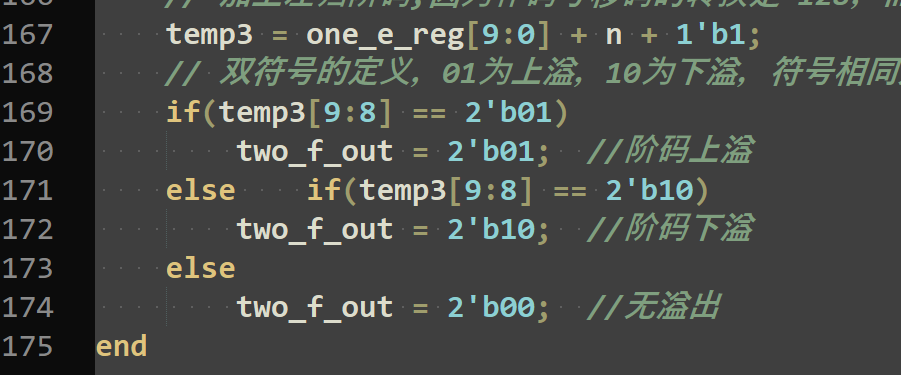 167 temp3 = one_e_reg[9:0] + n + 1'b1;
168 // 双符号的定义，01为上溢，10为下溢，符号相同
169 if(temp3[9:8] == 2'b01)
170 two_f_out = 2'b01; //阶码上溢
171 else if(temp3[9:8] == 2'b10)
172 two_f_out = 2'b10; //阶码下溢
173 else
174 two_f_out = 2'b00; //无溢出
175 end